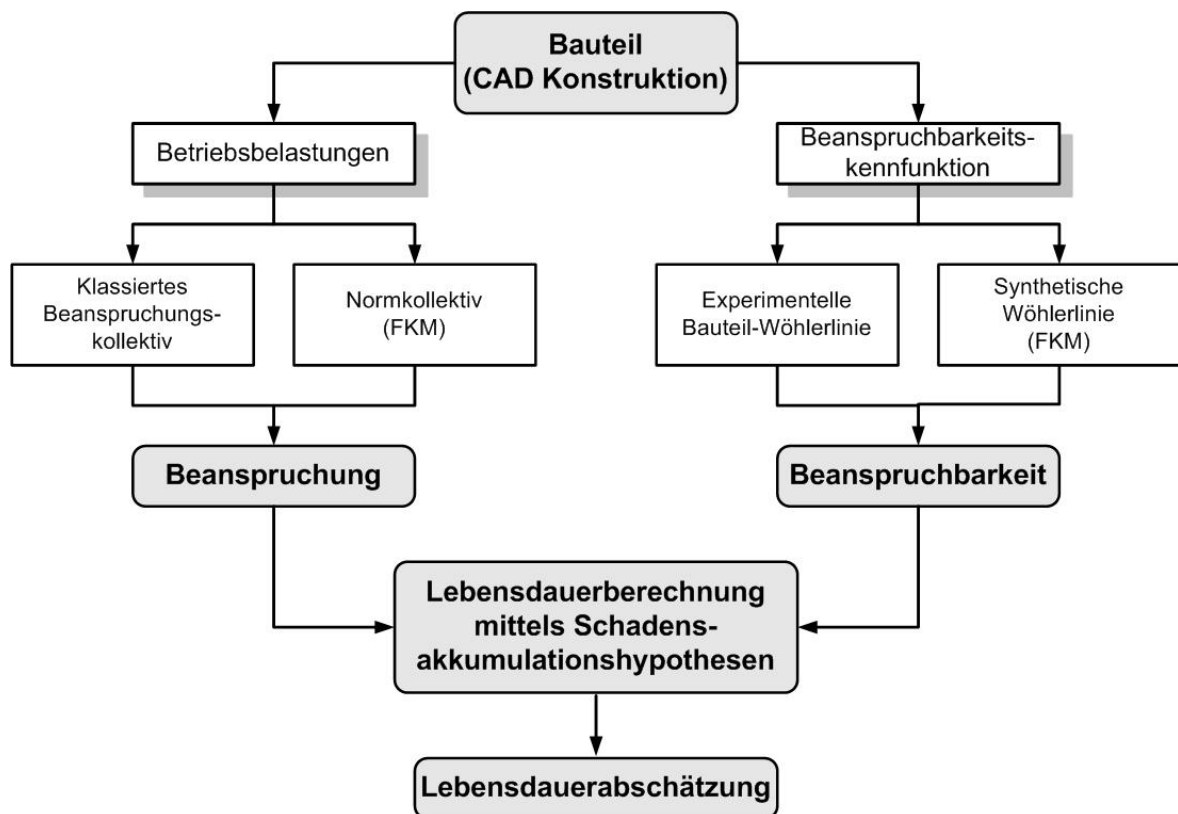 Bauteil
(CAD Konstruktion)
Betriebsbelastungen
Beanspruchbarkeits-
kennfunktion
Klassiertes
Beanspruchungs-
kollektiv
Normkollektiv
(FKM)
Experimentelle
Bauteil-Wöhlerlinie
Synthetische
Wöhlerlinie
(FKM)
Beanspruchung
Beanspruchbarkeit
Lebensdauerberechnung
mittels Schadens-
akkumulationshypothesen
Lebensdauerabschätzung